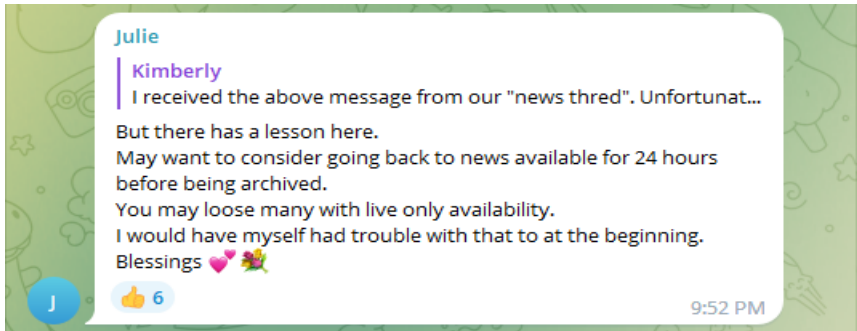 Julie
Kimberly
I received the above message from our "news thred". Unfortunat...
But there has a lesson here.
May want to consider going back to news available for 24 hours
before being archived.
You may loose many with live only availability.
I would have myself had trouble with that to at the beginning.
Blessings 💕 💐
👍 6
J
9:52 PM